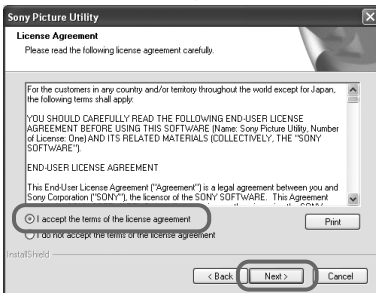 Sony Picture Utility
License Agreement
Please read the following license agreement carefully.
For the customers in any country and/or territory throughout the world except for Japan,
the following terms shall apply:
YOU SHOULD CAREFULLY READ THE FOLLOWING END-USER LICENSE
AGREEMENT BEFORE USING THIS SOFTWARE (Name: Sony Picture Utility, Number
of License: One) AND ITS RELATED MATERIALS (COLLECTIVELY, THE "SONY
SOFTWARE").
END-USER LICENSE AGREEMENT
This End-User License Agreement ("Agreement") is a legal agreement between you and
Sony Corporation ("SONY"), the licensor of the SONY SOFTWARE. This Agreement
I accept the terms of the license agreement
Print
I do not accept the terms of the license agreement
InstallShield
< Back
Next >
Cancel